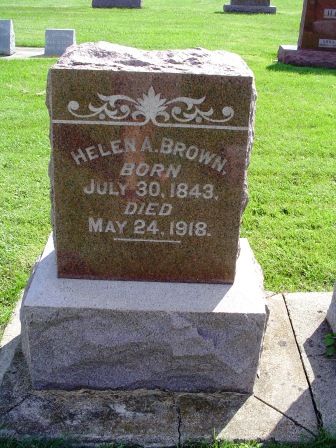 HELEN A. BROWN.
BORN
JULY 30, 1843.
DIED
MAY 24, 1918.